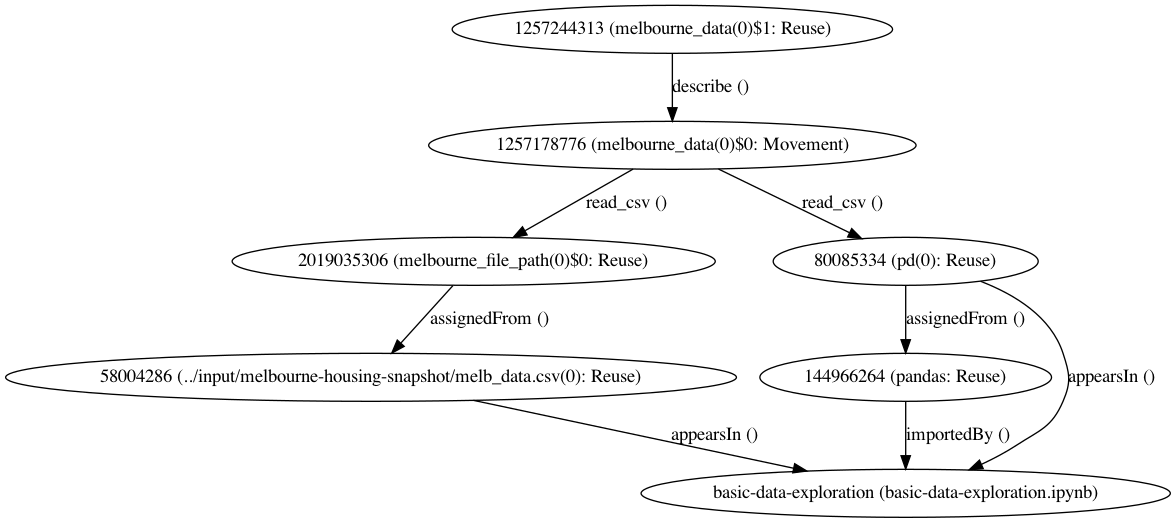 1257244313 (melbourne_data(0)$1: Reuse)
describe ()
1257178776 (melbourne_data(0)$0: Movement)
read_csv ()
read_csv ()
2019035306 (melbourne_file_path(0)$0: Reuse)
80085334 (pd(0): Reuse)
assignedFrom ()
assignedFrom ()
58004286 (../input/melbourne-housing-snapshot/melb_data.csv(0): Reuse)
144966264 (pandas: Reuse)
appearsIn ()
appearsIn ()
importedBy ()
basic-data-exploration (basic-data-exploration.ipynb)